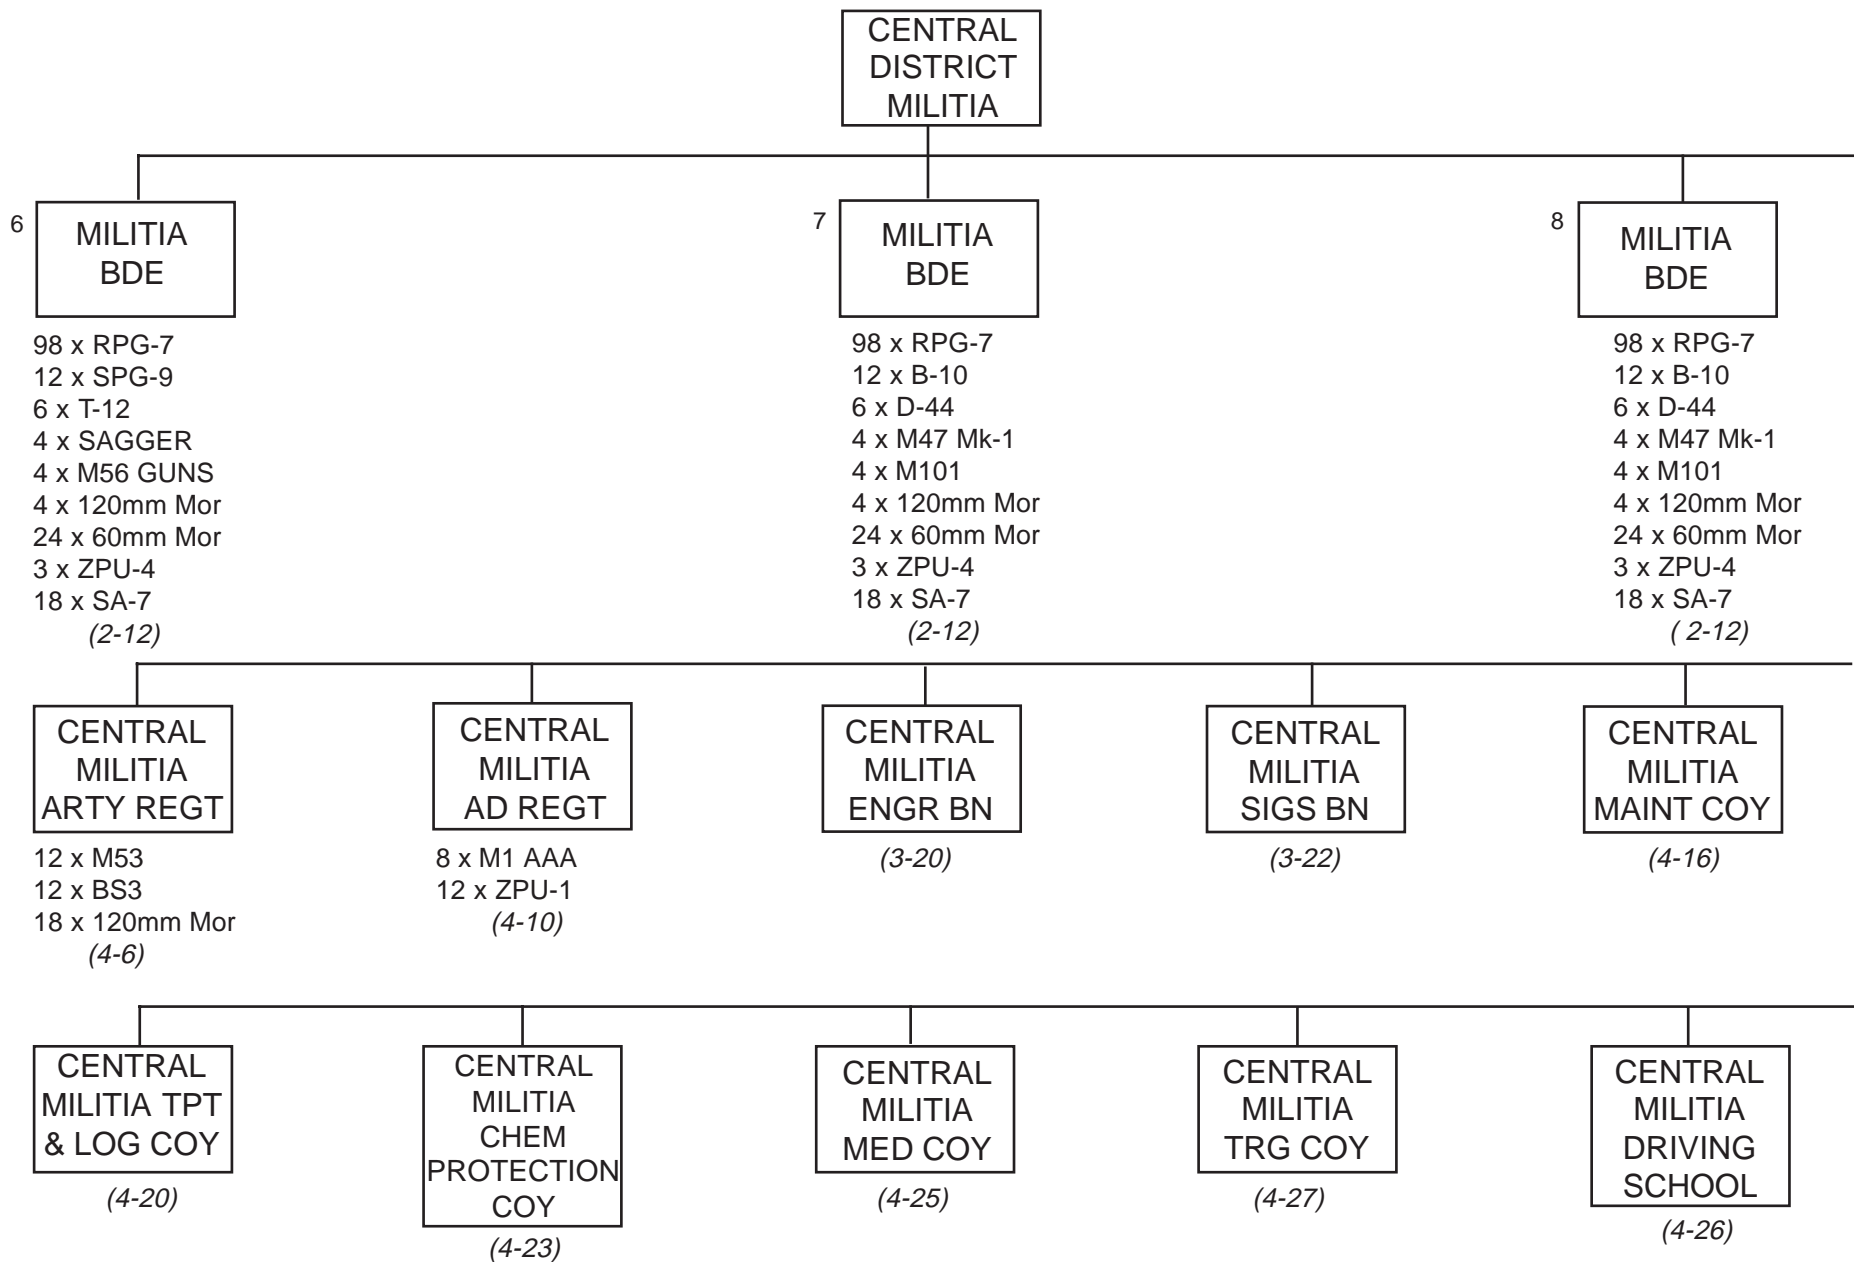 CENTRAL
DISTRICT
MILITIA
6
MILITIA
BDE
98 x RPG-7
12 x SPG-9
6 x T-12
4 x SAGGER
4 x M56 GUNS
4 x 120mm Mor
24 x 60mm Mor
3 x ZPU-4
18 x SA-7
(2-12)
7
MILITIA
BDE
98 x RPG-7
12 x B-10
6 x D-44
4 x M47 Mk-1
4 x M101
4 x 120mm Mor
24 x 60mm Mor
3 x ZPU-4
18 x SA-7
(2-12)
8
MILITIA
BDE
98 x RPG-7
12 x B-10
6 x D-44
4 x M47 Mk-1
4 x M101
4 x 120mm Mor
24 x 60mm Mor
3 x ZPU-4
18 x SA-7
( 2-12)
CENTRAL
MILITIA
ARTY REGT
12 x M53
12 x BS3
18 x 120mm Mor
(4-6)
CENTRAL
MILITIA
AD REGT
8 x M1 AAA
12 x ZPU-1
(4-10)
CENTRAL
MILITIA
ENGR BN
(3-20)
CENTRAL
MILITIA
SIGS BN
(3-22)
CENTRAL
MILITIA
MAINT COY
(4-16)
CENTRAL
MILITIA TPT
& LOG COY
(4-20)
CENTRAL
MILITIA
CHEM
PROTECTION
COY
(4-23)
CENTRAL
MILITIA
MED COY
(4-25)
CENTRAL
MILITIA
TRG COY
(4-27)
CENTRAL
MILITIA
DRIVING
SCHOOL
(4-26)